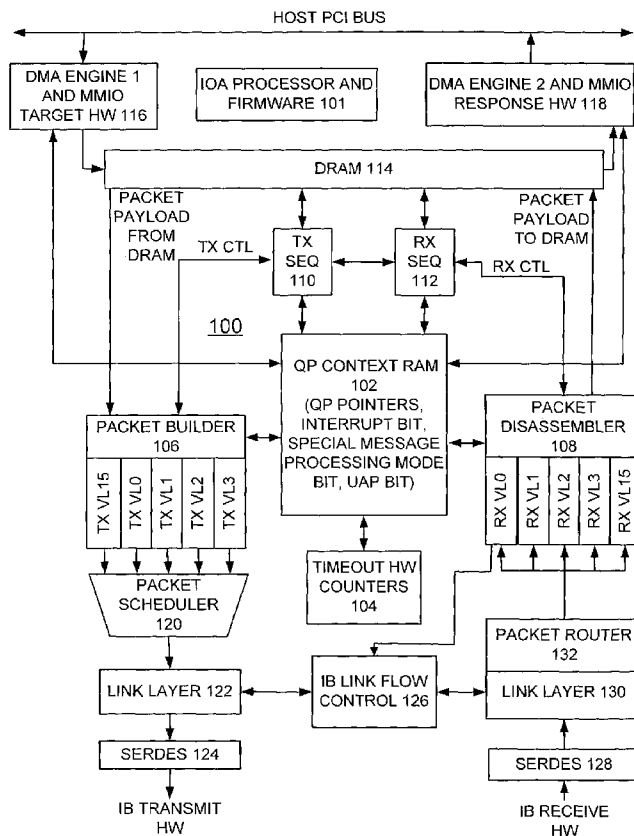 HOST PCI BUS
DMA ENGINE 1
AND MMIO
TARGET HW 116
IOA PROCESSOR AND
FIRMWARE 101
DMA ENGINE 2 AND MMIO
RESPONSE HW 118
DRAM 114
PACKET
PAYLOAD
FROM
DRAM
TX CTL
TX
SEQ
110
RX
SEQ
112
PACKET
PAYLOAD
TO DRAM
RX CTL
100
QP CONTEXT RAM
102
(QP POINTERS,
INTERRUPT BIT,
SPECIAL MESSAGE
PROCESSING MODE
BIT, UAP BIT)
PACKET BUILDER
106
TX VL15
TX VL0
TX VL1
TX VL2
TX VL3
PACKET
DISASSEMBLER
108
RX VL0
RX VL1
RX VL2
RX VL3
RX VL15
PACKET
SCHEDULER
120
TIMEOUT HW
COUNTERS
104
PACKET ROUTER
132
LINK LAYER 122
IB LINK FLOW
CONTROL 126
LINK LAYER 130
SERDES 124
SERDES 128
IB TRANSMIT
HW
IB RECEIVE
HW